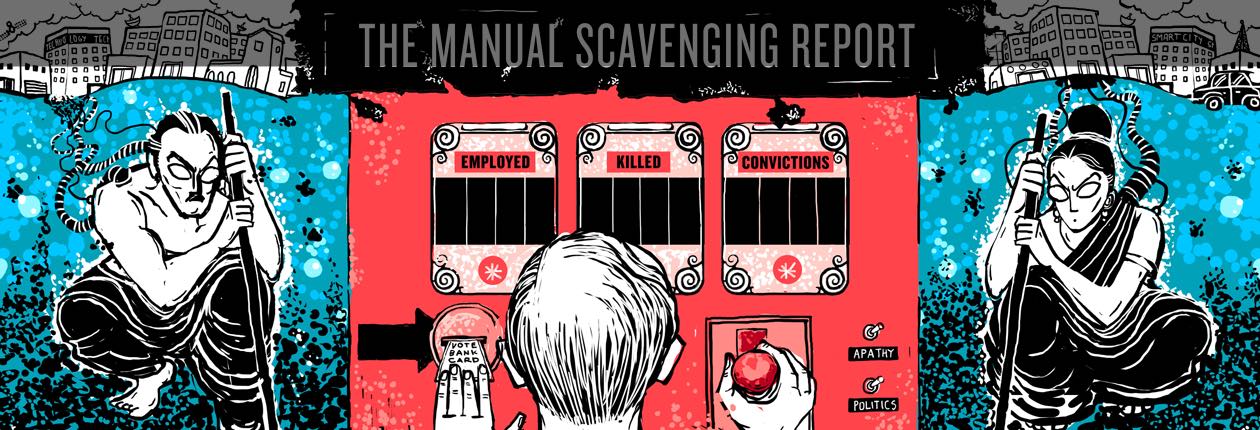 THE MANUAL SCAVENGING REPORT
SMART CITY
EMPLOYED
KILLED
CONVICTIONS
VOTE
BANK
CARD
APATHY
POLITICS